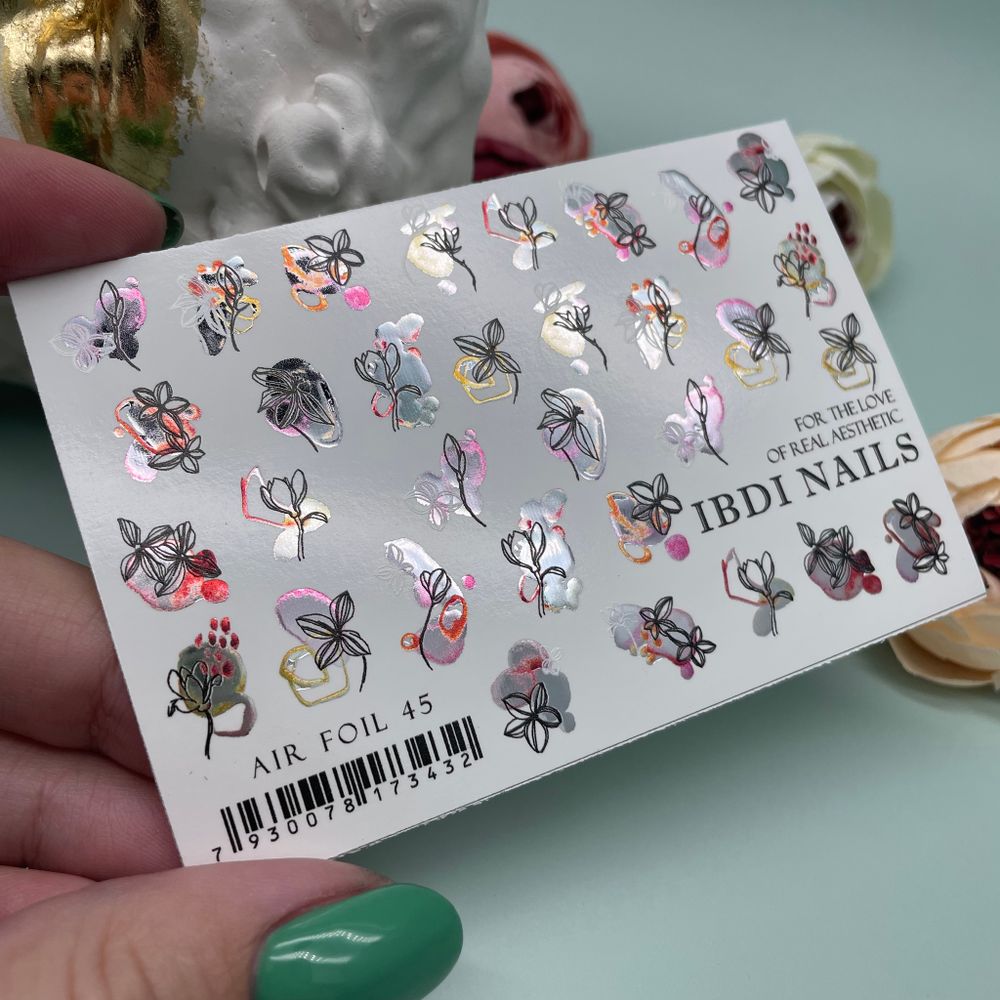 FOR THE LOVE
OF REAL AESTHETIC
IBDI NAILS
AIR FOIL 45
7 930078 173432